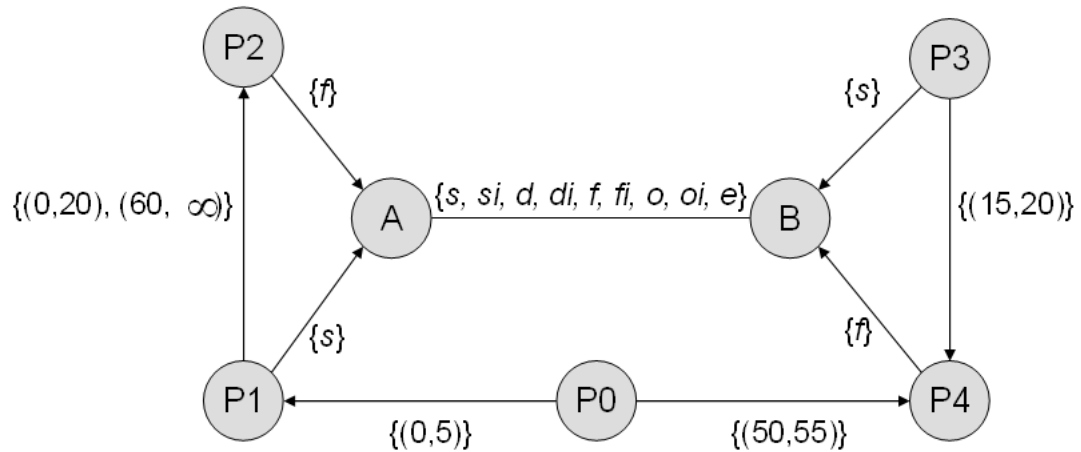 P2
P3
{f}
{s}
{(0,20), (60, ∞)}
A
{s, si, d, di, f, fi, o, oi, e}
B
{(15,20)}
{s}
{f}
P1
P0
P4
{(0,5)}
{(50,55)}